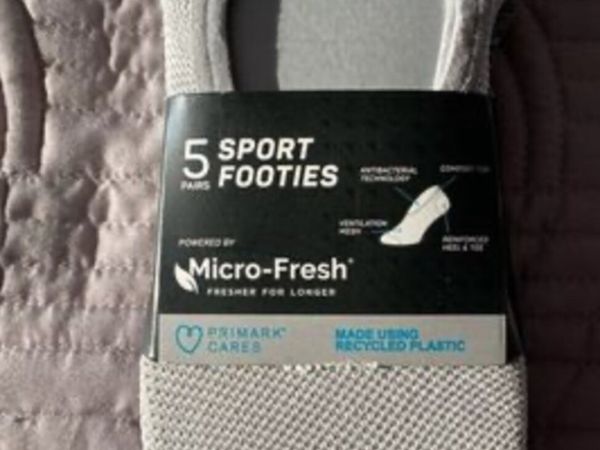 5 PAIRS
SPORT
FOOTIES
ANTIBACTERIAL
TECHNOLOGY
COMFORT
VENTILATION
MESH
REINFORCED
HEEL & TOE
POWERED BY
Micro-Fresh®
FRESHER FOR LONGER
PRIMARK®
CARES
MADE USING
RECYCLED PLASTIC